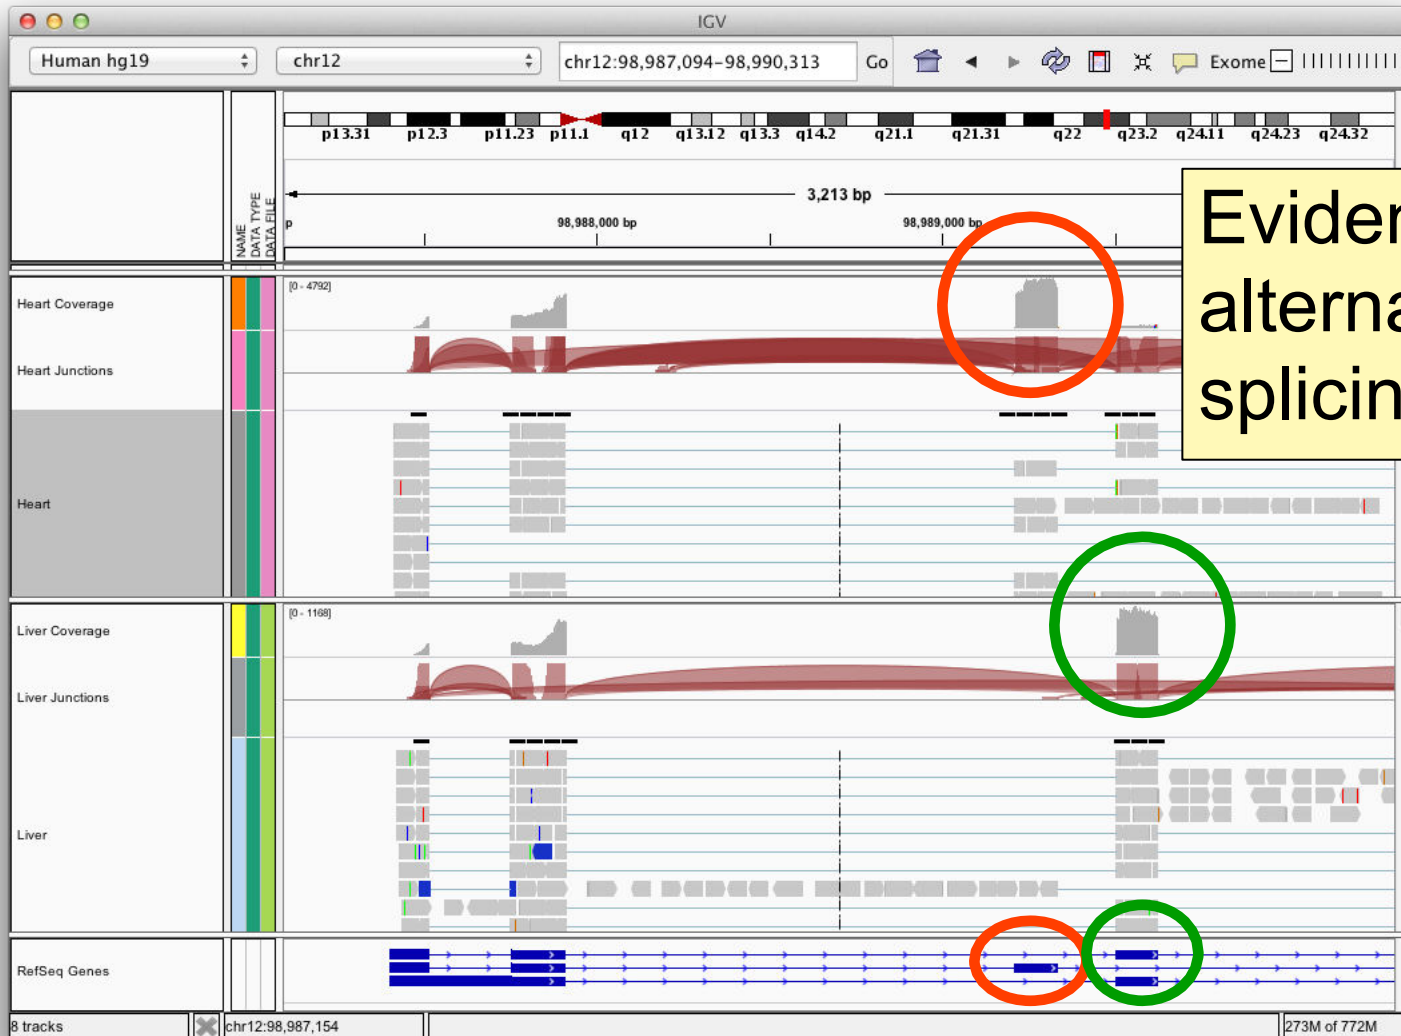 IGV
Human hg19
chr12
chr12:98,987,094-98,990,313
Go
Exome
p13.31 p12.3 p11.23 p11.1 q12 q13.12 q13.3 q14.2 q21.1 q21.31 q22 q23.2 q24.11 q24.23 q24.32
NAME
DATA TYPE
DATA FILE
3,213 bp
p 98,988,000 bp 98,989,000 bp
Eviden
alterna
splicin
Heart Coverage
[0 - 4792]
Heart Junctions
Heart
Liver Coverage
[0 - 1168]
Liver Junctions
Liver
RefSeq Genes
8 tracks chr12:98,987,154 273M of 772M